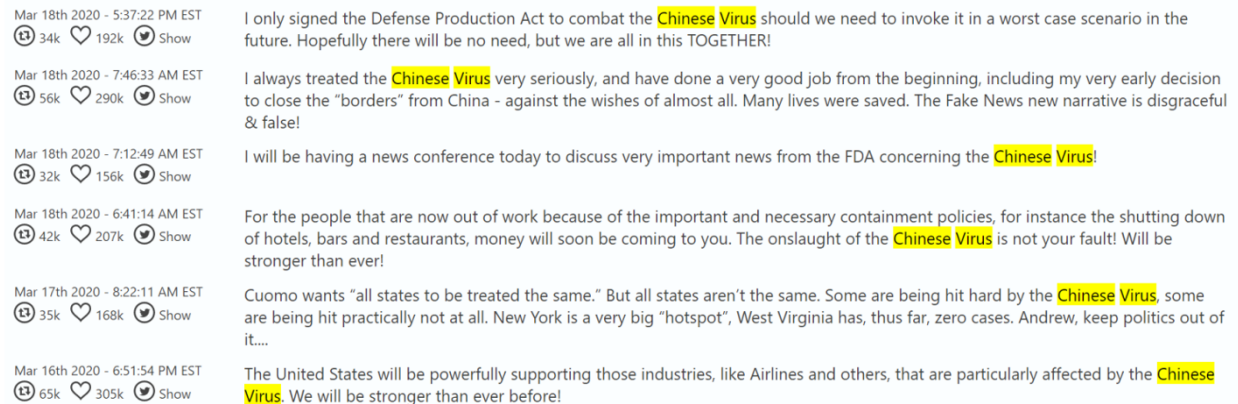 Mar 18th 2020 - 5:37:22 PM EST
34k 192k Show
I only signed the Defense Production Act to combat the Chinese Virus should we need to invoke it in a worst case scenario in the
future. Hopefully there will be no need, but we are all in this TOGETHER!
Mar 18th 2020 - 7:46:33 AM EST
56k 290k Show
I always treated the Chinese Virus very seriously, and have done a very good job from the beginning, including my very early decision
to close the “borders” from China - against the wishes of almost all. Many lives were saved. The Fake News new narrative is disgraceful
& false!
Mar 18th 2020 - 7:12:49 AM EST
32k 156k Show
I will be having a news conference today to discuss very important news from the FDA concerning the Chinese Virus!
Mar 18th 2020 - 6:41:14 AM EST
42k 207k Show
For the people that are now out of work because of the important and necessary containment policies, for instance the shutting down
of hotels, bars and restaurants, money will soon be coming to you. The onslaught of the Chinese Virus is not your fault! Will be
stronger than ever!
Mar 17th 2020 - 8:22:11 AM EST
35k 168k Show
Cuomo wants “all states to be treated the same.” But all states aren’t the same. Some are being hit hard by the Chinese Virus, some
are being hit practically not at all. New York is a very big “hotspot”, West Virginia has, thus far, zero cases. Andrew, keep politics out of
it....
Mar 16th 2020 - 6:51:54 PM EST
65k 305k Show
The United States will be powerfully supporting those industries, like Airlines and others, that are particularly affected by the Chinese
Virus. We will be stronger than ever before!